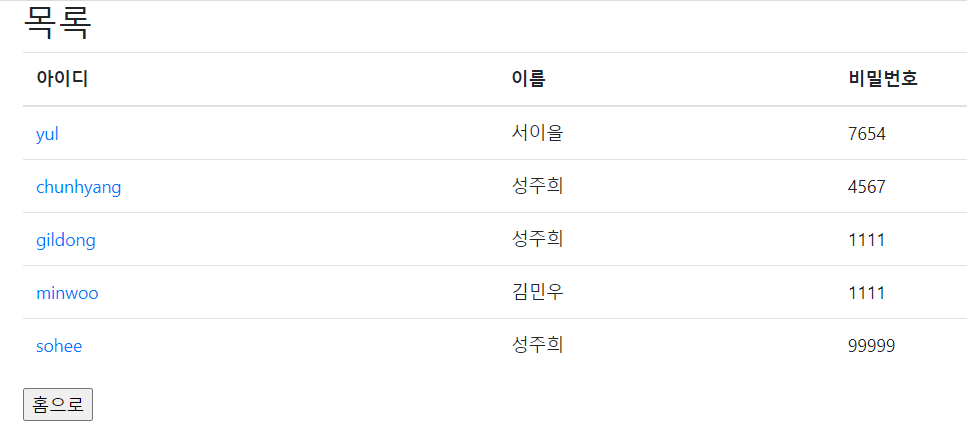 목록
아이디 이름 비밀번호
yul 서이을 7654
chunhyang 성주희 4567
gildong 성주희 1111
minwoo 김민우 1111
sohee 성주희 99999
홈으로